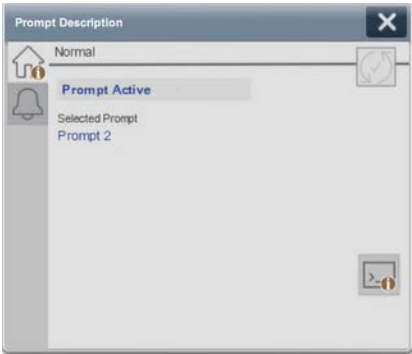 Prompt Description
Normal
Prompt Active
Selected Prompt
Prompt 2